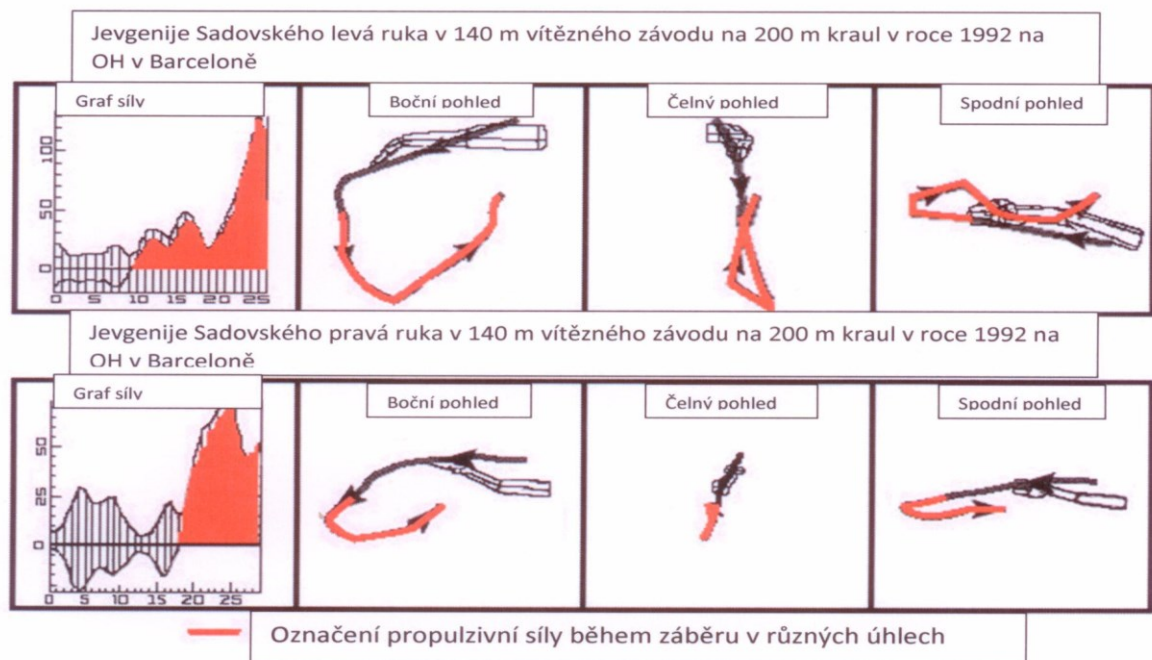 Jevgenije Sadovského levá ruka v 140 m vítězného závodu na 200 m kraul v roce 1992 na
OH v Barceloně
Graf síly
Boční pohled
Čelný pohled
Spodní pohled
100
50
0
0 5 10 15 20 25
Jevgenije Sadovského pravá ruka v 140 m vítězného závodu na 200 m kraul v roce 1992 na
OH v Barceloně
Graf síly
Boční pohled
Čelný pohled
Spodní pohled
50
25
0
0 5 10 15 20 25
Označení propulzivní síly během záběru v různých úhlech